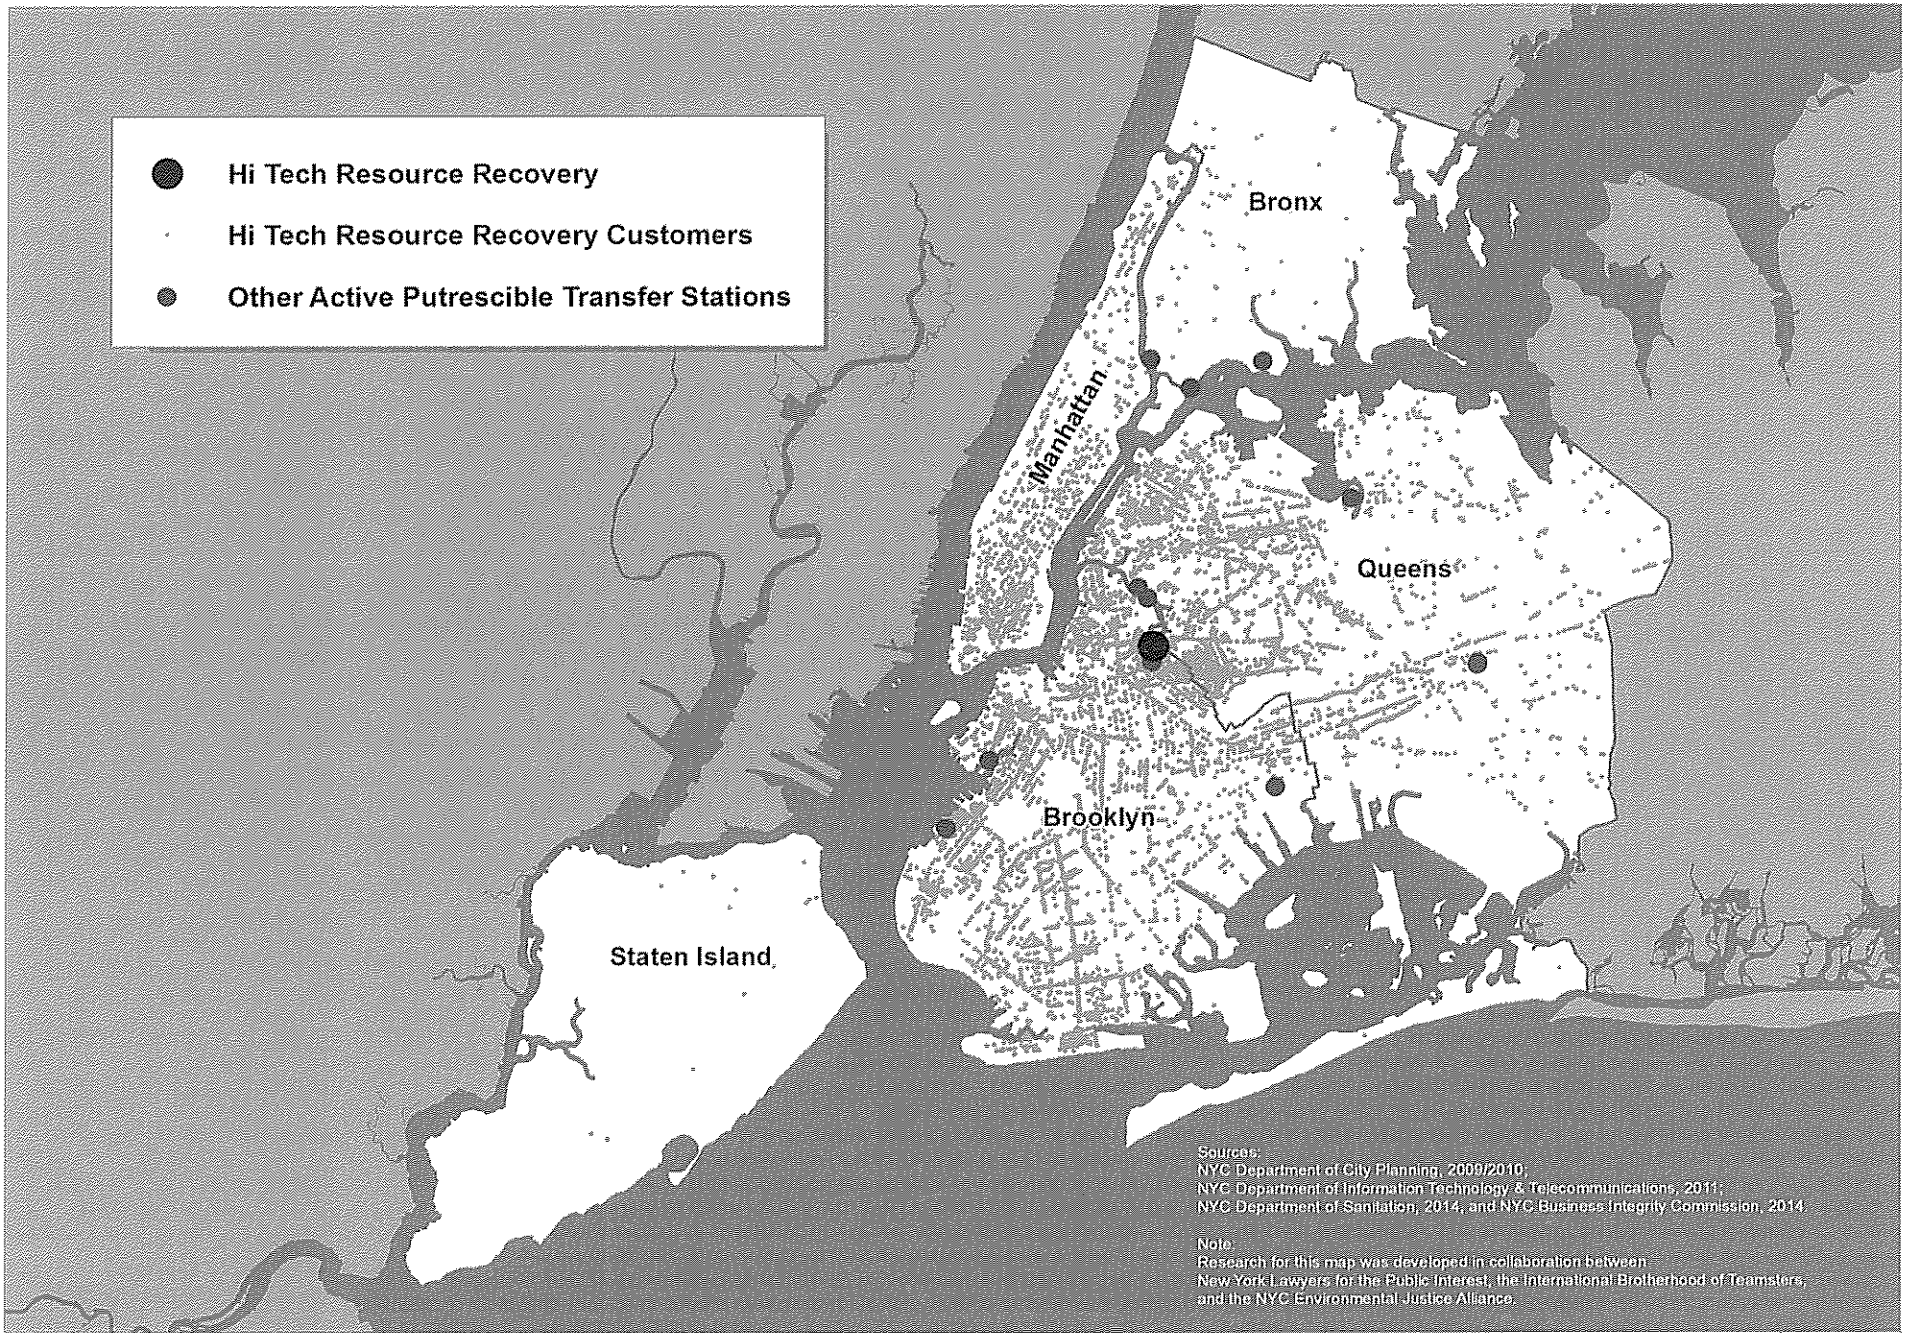 Hi Tech Resource Recovery
Hi Tech Resource Recovery Customers
Other Active Putrescible Transfer Stations
Bronx
Manhattan
Queens
Brooklyn
Staten Island
Sources:
NYC Department of City Planning, 2009/2010;
NYC Department of Information Technology & Telecommunications, 2011;
NYC Department of Sanitation, 2014, and NYC Business Integrity Commission, 2014.
Note:
Research for this map was developed in collaboration between
New York Lawyers for the Public Interest, the International Brotherhood of Teamsters,
and the NYC Environmental Justice Alliance.